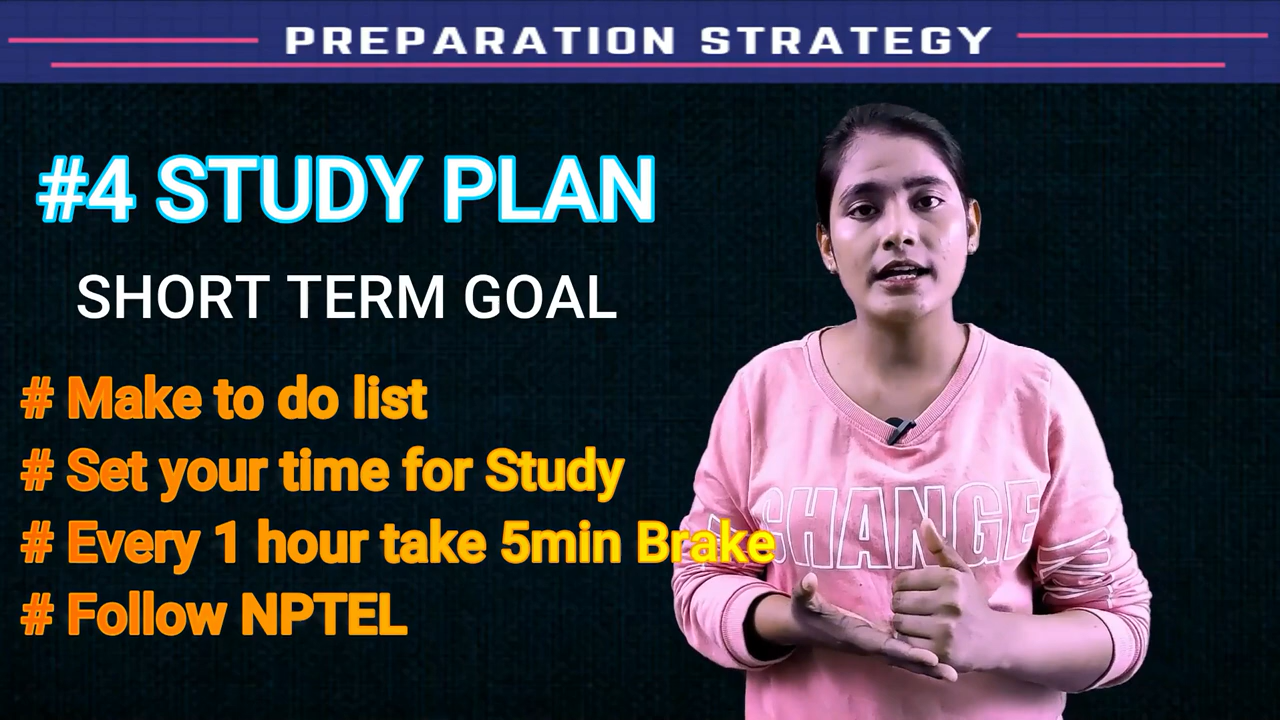 PREPARATION STRATEGY
#4 STUDY PLAN
SHORT TERM GOAL
# Make to do list
# Set your time for Study
# Every 1 hour take 5min Brake
# Follow NPTEL
CHANGE